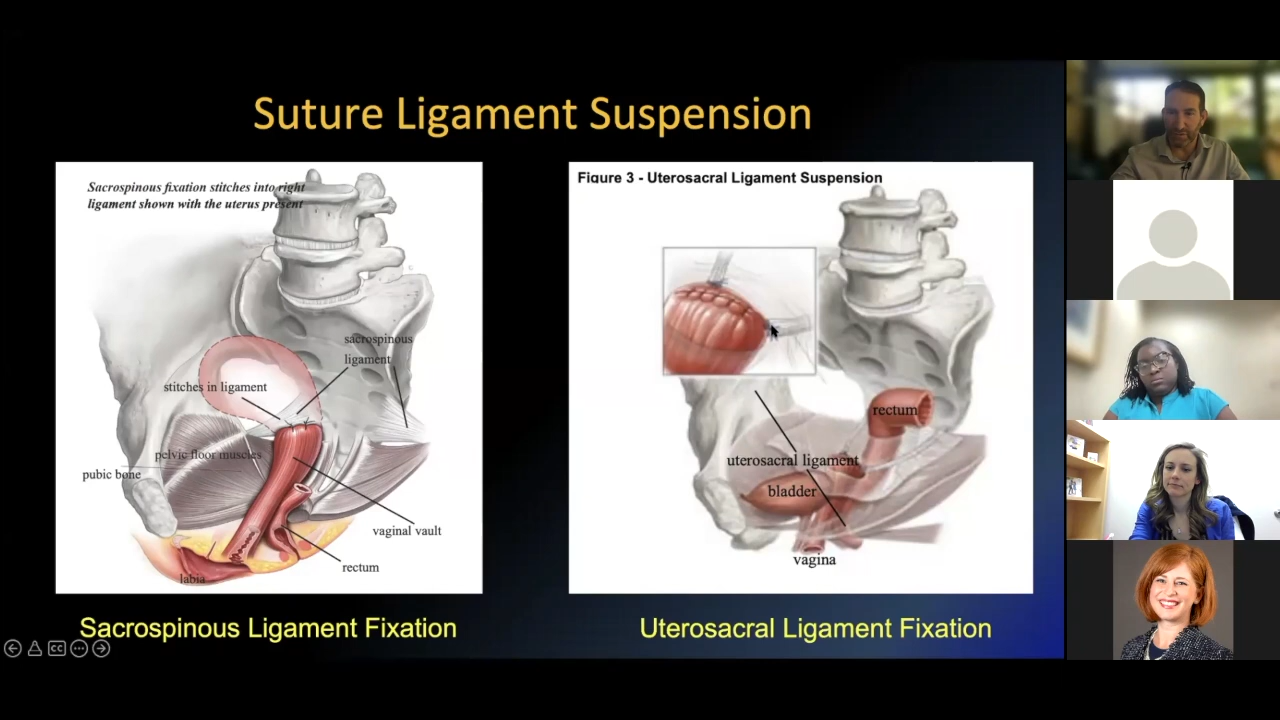 Suture Ligament Suspension
Sacrospinous fixation stitches into right
ligament shown with the uterus present
sacrospinous
ligament
stitches in ligament
pelvic floor muscles
pubic bone
vaginal vault
rectum
labia
Sacrospinous Ligament Fixation
Figure 3 - Uterosacral Ligament Suspension
rectum
uterosacral ligament
bladder
vagina
Uterosacral Ligament Fixation
CC